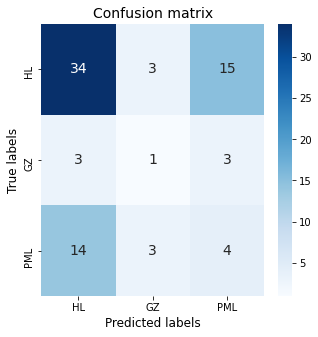 Confusion matrix
True labels
HL
34
3
15
GZ
3
1
3
PML
14
3
4
HL
GZ
PML
Predicted labels
30
25
20
15
10
5